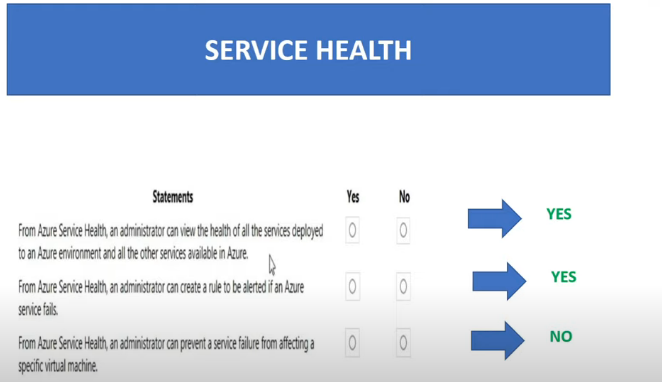 SERVICE HEALTH
Statements Yes No
From Azure Service Health, an administrator can view the health of all the services deployed
to an Azure environment and all the other services available in Azure.
YES
From Azure Service Health, an administrator can create a rule to be alerted if an Azure
service fails.
YES
From Azure Service Health, an administrator can prevent a service failure from affecting a
specific virtual machine.
NO